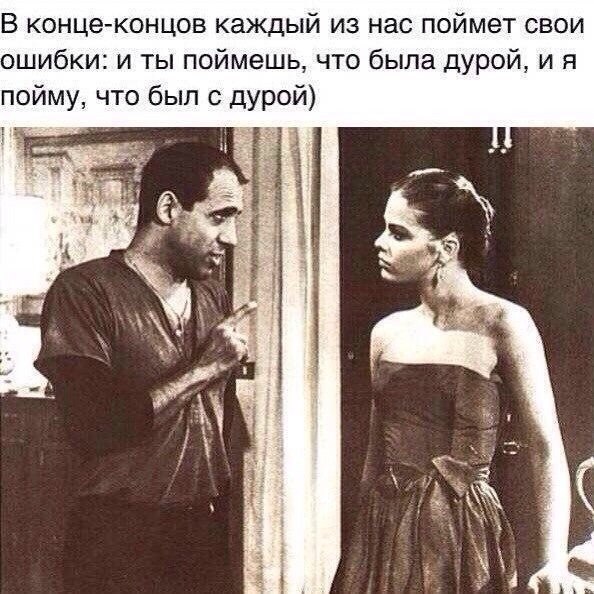 В конце-концов каждый из нас поймет свои
ошибки: и ты поймешь, что была дурой, и я
пойму, что был с дурой)